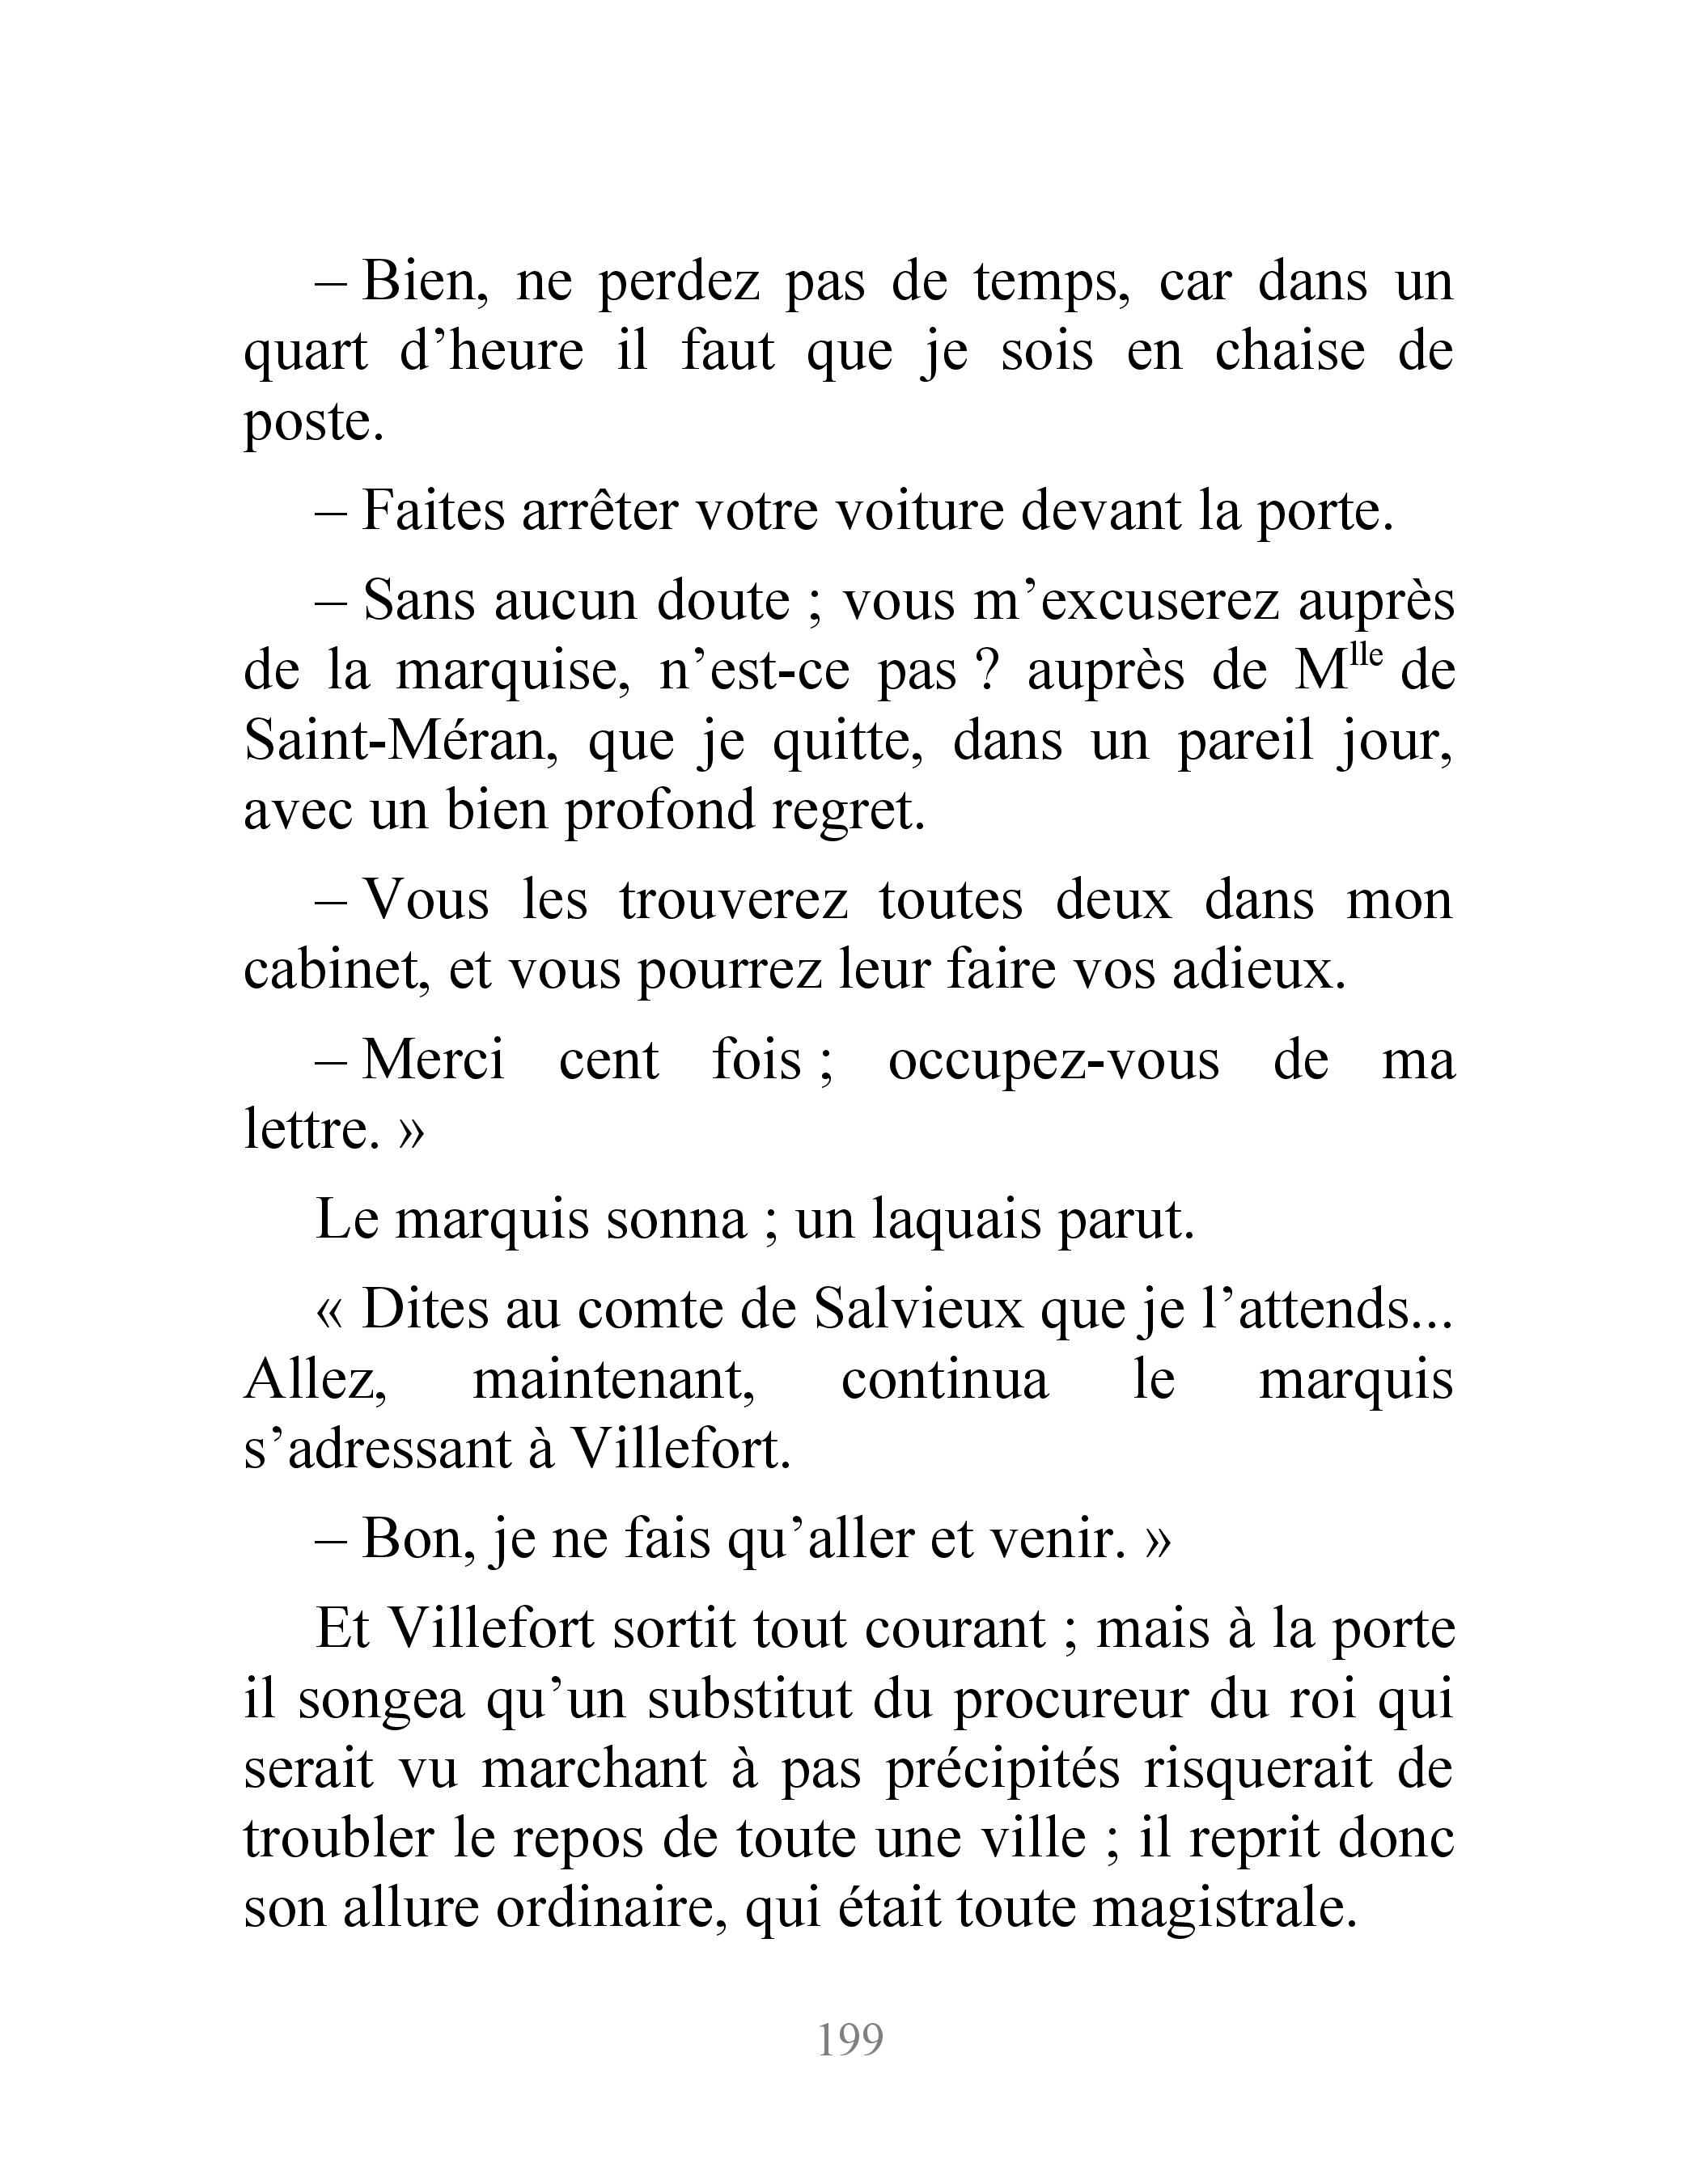 – Bien, ne perdez pas de temps, car dans un
quart d’heure il faut que je sois en chaise de
poste.
– Faites arrêter votre voiture devant la porte.
– Sans aucun doute ; vous m’excuserez auprès
de la marquise, n’est-ce pas ? auprès de Mlle de
Saint-Méran, que je quitte, dans un pareil jour,
avec un bien profond regret.
– Vous les trouverez toutes deux dans mon
cabinet, et vous pourrez leur faire vos adieux.
– Merci cent fois ; occupez-vous de ma
lettre. »
Le marquis sonna ; un laquais parut.
« Dites au comte de Salvieux que je l’attends...
Allez, maintenant, continua le marquis
s’adressant à Villefort.
– Bon, je ne fais qu’aller et venir. »
Et Villefort sortit tout courant ; mais à la porte
il songea qu’un substitut du procureur du roi qui
serait vu marchant à pas précipités risquerait de
troubler le repos de toute une ville ; il reprit donc
son allure ordinaire, qui était toute magistrale.
199